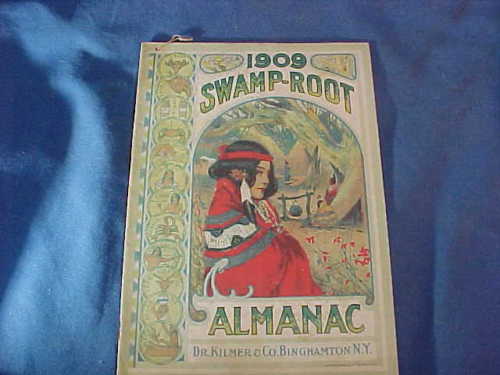 1909
SWAMP-ROOT
ALMANAC
DR. KILMER & CO. BINGHAMTON N.Y.